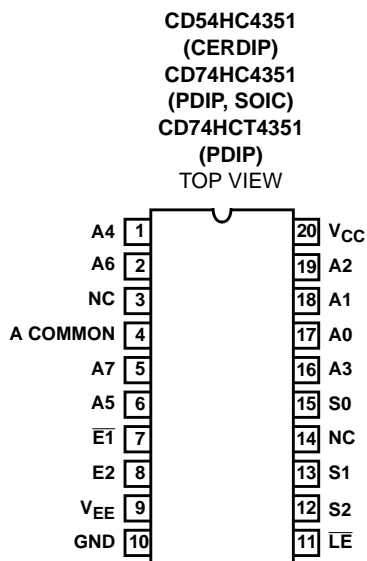 CD54HC4351
(CERDIP)
CD74HC4351
(PDIP, SOIC)
CD74HCT4351
(PDIP)
TOP VIEW
A4 1 20 VCC
A6 2 19 A2
NC 3 18 A1
A COMMON 4 17 A0
A7 5 16 A3
A5 6 15 S0
E1 7 14 NC
E2 8 13 S1
VEE 9 12 S2
GND 10 11 LE